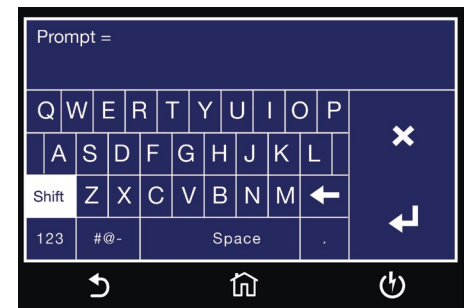 Prompt =
Q W E R T Y U I O P
A S D F G H J K L
Shift Z X C V B N M
123 #@- Space .